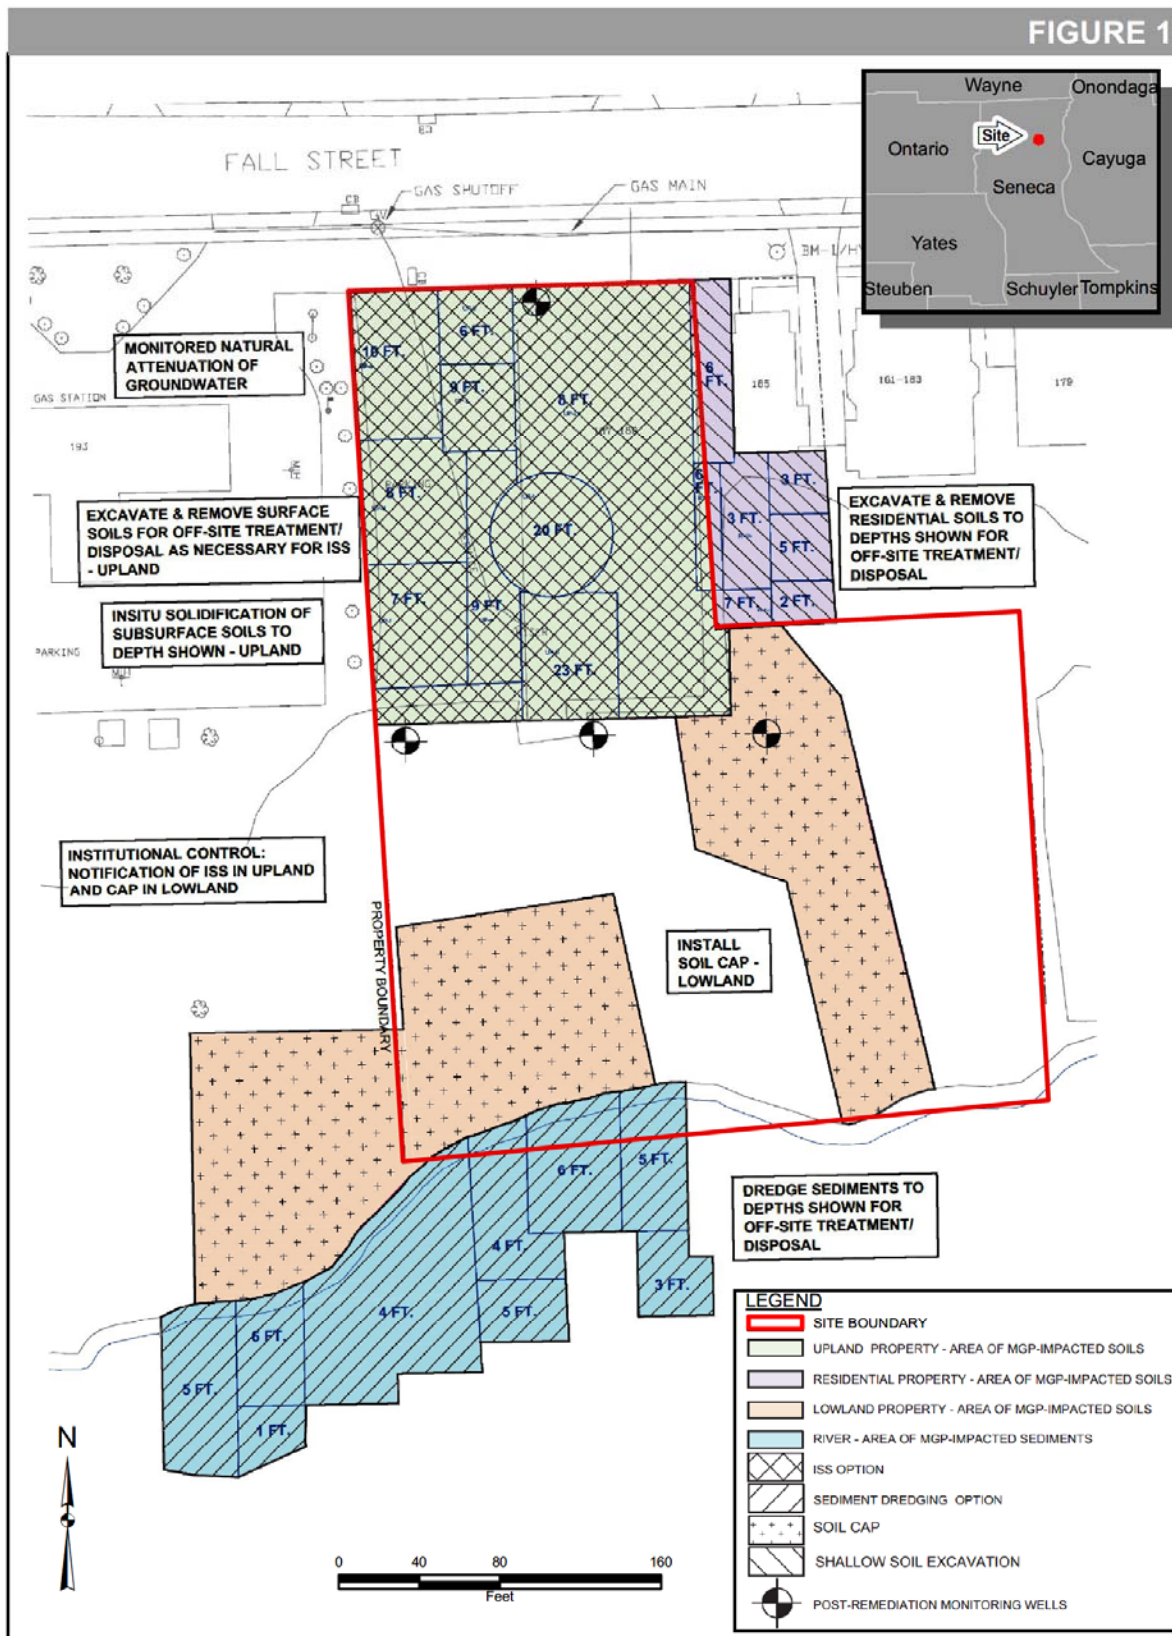 FIGURE 1
Wayne
Onondaga
Ontario
Site
Cayuga
Seneca
Yates
Steuben
Schuyler
Tompkins
FALL STREET
GAS SHUTOFF
GAS MAIN
CB
GV
MONITORED NATURAL
ATTENUATION OF
GROUNDWATER
GAS STATION
193
10 FT.
6 FT.
9 FT.
8 FT.
6
FT.
185
161-183
179
EXCAVATE & REMOVE SURFACE
SOILS FOR OFF-SITE TREATMENT/
DISPOSAL AS NECESSARY FOR ISS
- UPLAND
8 FT.
PARKING
20 FT.
3 FT.
3 FT.
5 FT.
EXCAVATE & REMOVE
RESIDENTIAL SOILS TO
DEPTHS SHOWN FOR
OFF-SITE TREATMENT/
DISPOSAL
INSITU SOLIDIFICATION OF
SUBSURFACE SOILS TO
DEPTH SHOWN - UPLAND
7 FT.
9 FT.
7 FT.
2 FT.
PARKING
MH
23 FT.
INSTITUTIONAL CONTROL:
NOTIFICATION OF ISS IN UPLAND
AND CAP IN LOWLAND
PROPERTY BOUNDARY
INSTALL
SOIL CAP -
LOWLAND
6 FT.
5 FT.
DREDGE SEDIMENTS TO
DEPTHS SHOWN FOR
OFF-SITE TREATMENT/
DISPOSAL
4 FT.
3 FT.
4 FT.
5 FT.
6 FT.
5 FT.
1 FT.
N
0 40 80 160
Feet
LEGEND
SITE BOUNDARY
UPLAND PROPERTY - AREA OF MGP-IMPACTED SOILS
RESIDENTIAL PROPERTY - AREA OF MGP-IMPACTED SOILS
LOWLAND PROPERTY - AREA OF MGP-IMPACTED SOILS
RIVER - AREA OF MGP-IMPACTED SEDIMENTS
ISS OPTION
SEDIMENT DREDGING OPTION
SOIL CAP
SHALLOW SOIL EXCAVATION
POST-REMEDIATION MONITORING WELLS